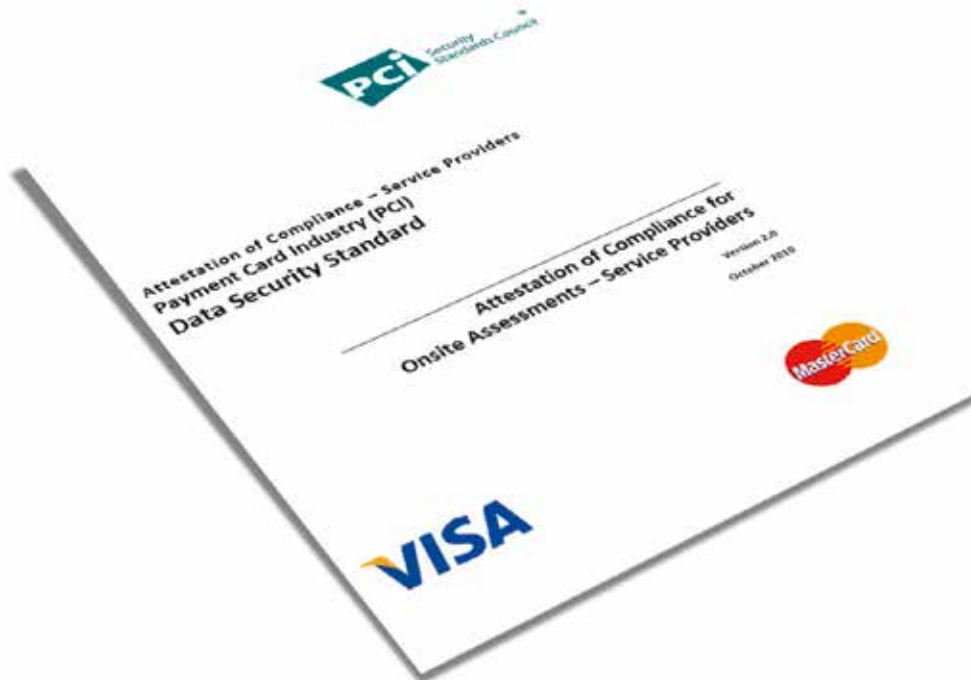 PCi
Security
Standards Council
®
Attestation of Compliance – Service Providers
Payment Card Industry (PCI)
Data Security Standard
Attestation of Compliance for
Onsite Assessments – Service Providers
Version 2.0
October 2010
MasterCard
VISA